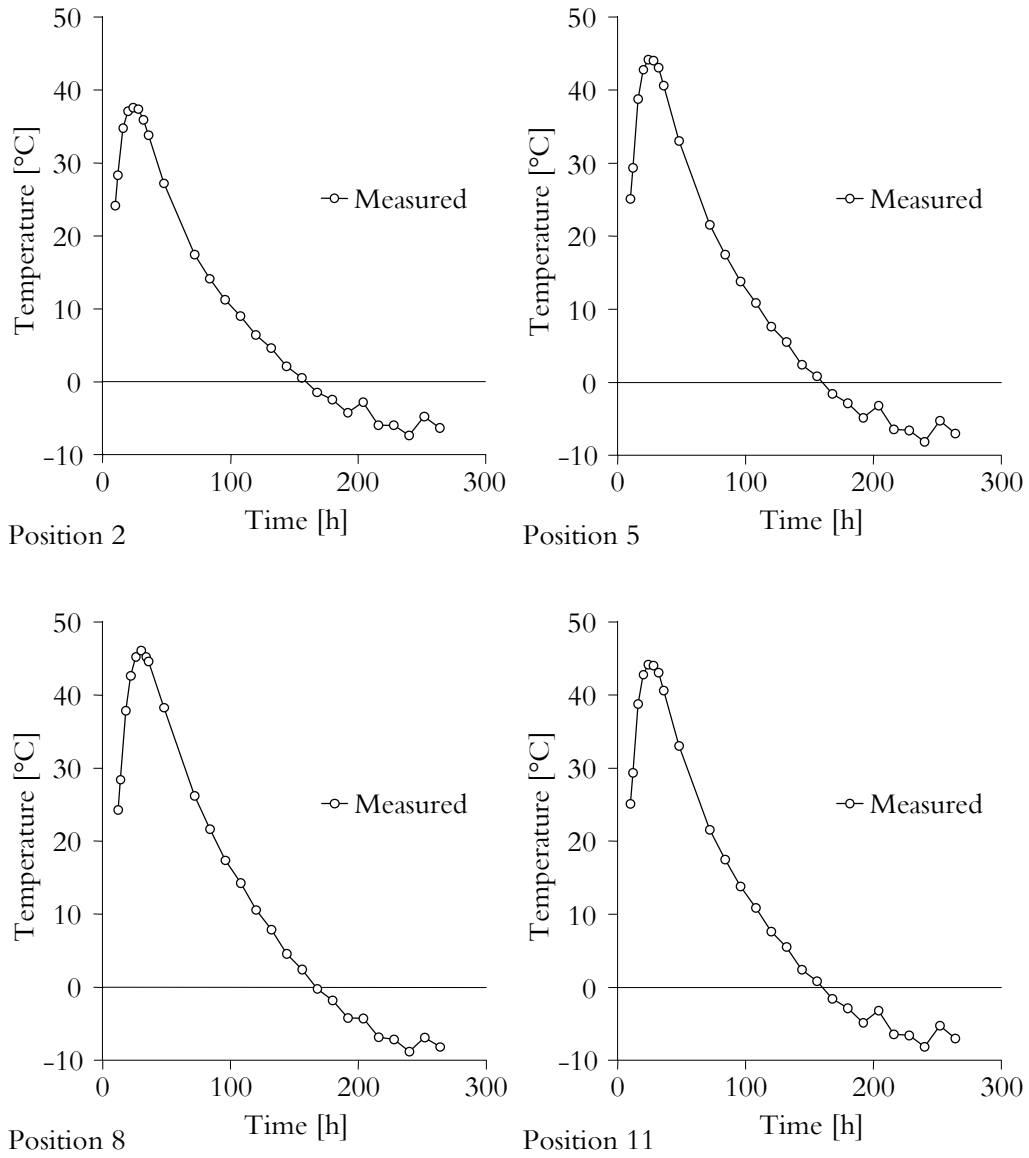 50
40
30
20
10
0
–10
Temperature [°C]
Measured
0 100 200 300
Time [h]
Position 2
50
40
30
20
10
0
–10
Temperature [°C]
Measured
0 100 200 300
Time [h]
Position 5
50
40
30
20
10
0
–10
Temperature [°C]
Measured
0 100 200 300
Time [h]
Position 8
50
40
30
20
10
0
–10
Temperature [°C]
Measured
0 100 200 300
Time [h]
Position 11